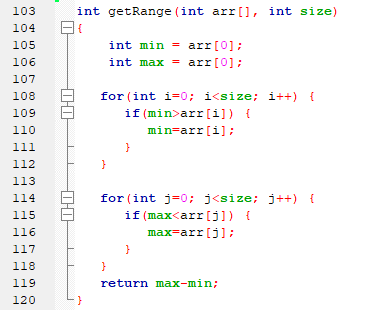 103 int getRange(int arr[], int size)
104 {
105 int min = arr[0];
106 int max = arr[0];
107
108 for(int i=0; i<size; i++) {
109 if(min>arr[i]) {
110 min=arr[i];
111 }
112 }
113
114 for(int j=0; j<size; j++) {
115 if(max<arr[j]) {
116 max=arr[j];
117 }
118 }
119 return max-min;
120 }